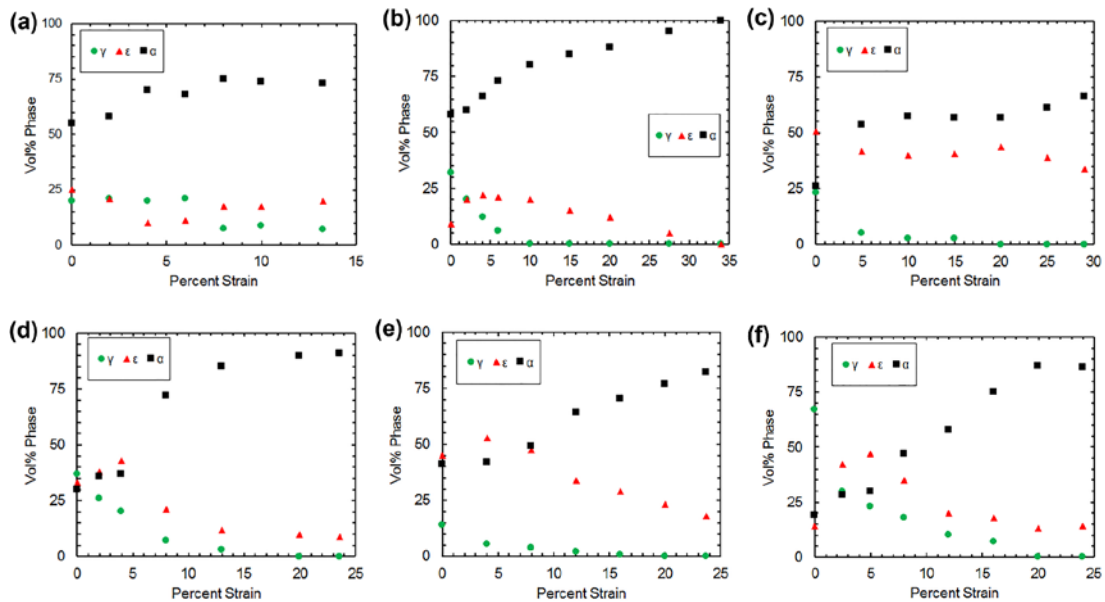 (a)
100
75
50
25
0
Vol% Phase
γ ε α
0 5 10 15
Percent Strain
(b)
100
75
50
25
0
Vol% Phase
γ ε α
0 5 10 15 20 25 30 35
Percent Strain
(c)
100
75
50
25
0
Vol% Phase
γ ε α
0 5 10 15 20 25 30
Percent Strain
(d)
100
75
50
25
0
Vol% Phase
γ ε α
0 5 10 15 20 25
Percent Strain
(e)
100
75
50
25
0
Vol% Phase
γ ε α
0 5 10 15 20 25
Percent Strain
(f)
100
75
50
25
0
Vol% Phase
γ ε α
0 5 10 15 20 25
Percent Strain